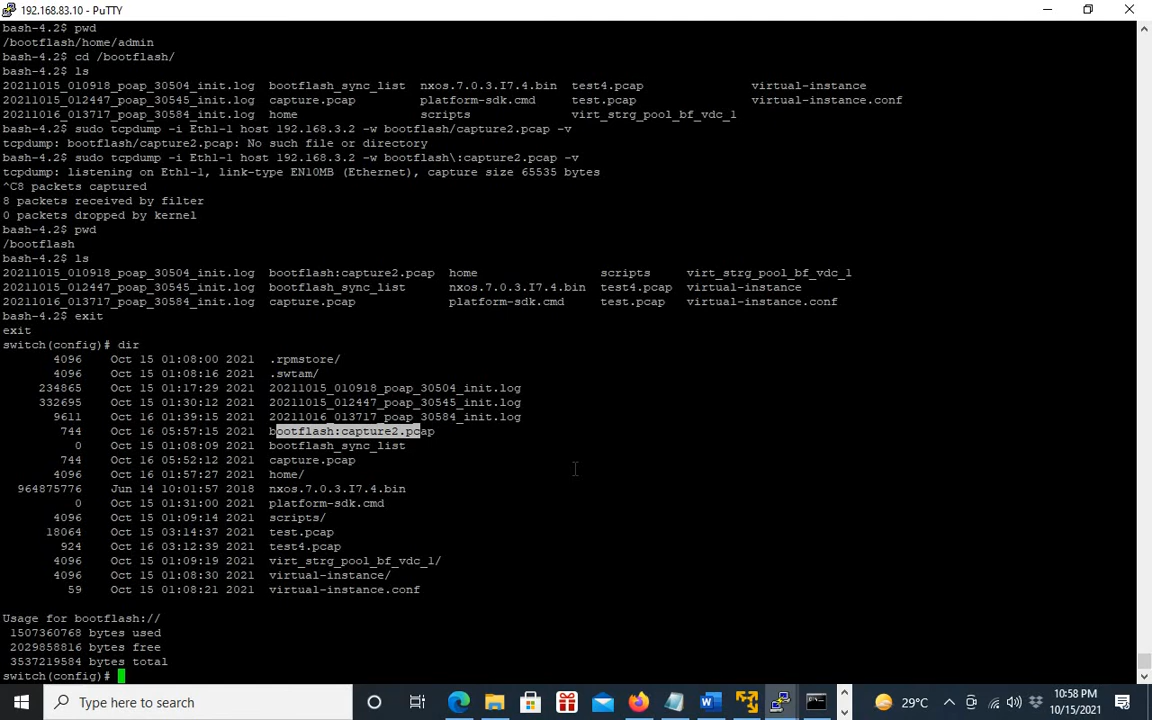 192.168.83.10 - PuTTY
bash-4.2$ pwd
/bootflash/home/admin
bash-4.2$ cd /bootflash/
bash-4.2$ ls
20211015_010918_poap_30504_init.log  bootflash_sync_list  nxos.7.0.3.I7.4.bin  test4.pcap  virtual-instance
20211015_012447_poap_30545_init.log  capture.pcap  platform-sdk.cmd  test.pcap  virtual-instance.conf
20211016_013717_poap_30584_init.log  home  scripts  virt_strg_pool_bf_vdc_1
bash-4.2$ sudo tcpdump -i Eth1-1 host 192.168.3.2 -w bootflash/capture2.pcap -v
tcpdump: bootflash/capture2.pcap: No such file or directory
bash-4.2$ sudo tcpdump -i Eth1-1 host 192.168.3.2 -w bootflash\:capture2.pcap -v
tcpdump: listening on Eth1-1, link-type EN10MB (Ethernet), capture size 65535 bytes
^C8 packets captured
8 packets received by filter
0 packets dropped by kernel
bash-4.2$ pwd
/bootflash
bash-4.2$ ls
20211015_010918_poap_30504_init.log  bootflash:capture2.pcap  home  scripts  virt_strg_pool_bf_vdc_1
20211015_012447_poap_30545_init.log  bootflash_sync_list  nxos.7.0.3.I7.4.bin  test4.pcap  virtual-instance
20211016_013717_poap_30584_init.log  capture.pcap  platform-sdk.cmd  test.pcap  virtual-instance.conf
bash-4.2$ exit
exit
switch(config)# dir
4096  Oct 15 01:08:00 2021  .rpmstore/
4096  Oct 15 01:08:16 2021  .swtam/
234865  Oct 15 01:17:29 2021  20211015_010918_poap_30504_init.log
332695  Oct 15 01:30:12 2021  20211015_012447_poap_30545_init.log
9611  Oct 16 01:39:15 2021  20211016_013717_poap_30584_init.log
744  Oct 16 05:57:15 2021  bootflash:capture2.pcap
0  Oct 15 01:08:09 2021  bootflash_sync_list
744  Oct 16 05:52:12 2021  capture.pcap
4096  Oct 16 01:57:27 2021  home/
964875776  Jun 14 10:01:57 2018  nxos.7.0.3.I7.4.bin
0  Oct 15 01:31:00 2021  platform-sdk.cmd
4096  Oct 15 01:09:14 2021  scripts/
18064  Oct 15 03:14:37 2021  test.pcap
924  Oct 16 03:12:39 2021  test4.pcap
4096  Oct 15 01:09:19 2021  virt_strg_pool_bf_vdc_1/
4096  Oct 15 01:08:30 2021  virtual-instance/
59  Oct 15 01:08:21 2021  virtual-instance.conf
Usage for bootflash://
1507360768 bytes used
2029858816 bytes free
3537219584 bytes total
switch(config)#
Type here to search
29°C
10:58 PM
10/15/2021